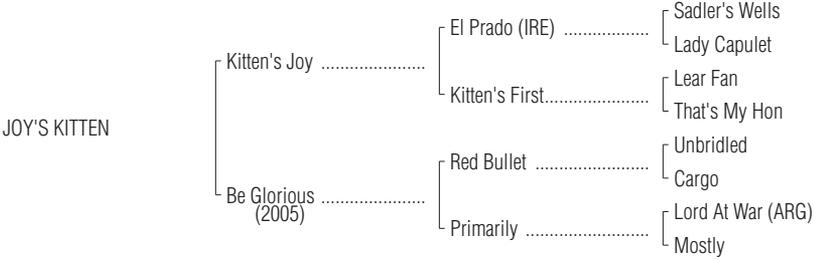 Sadler's Wells
El Prado (IRE) ...................
Lady Capulet
Kitten's Joy ......................
Lear Fan
Kitten's First......................
That's My Hon
JOY'S KITTEN
Unbridled
Red Bullet ........................
Cargo
Be Glorious ......................
(2005)
Lord At War (ARG)
Primarily ..........................
Mostly